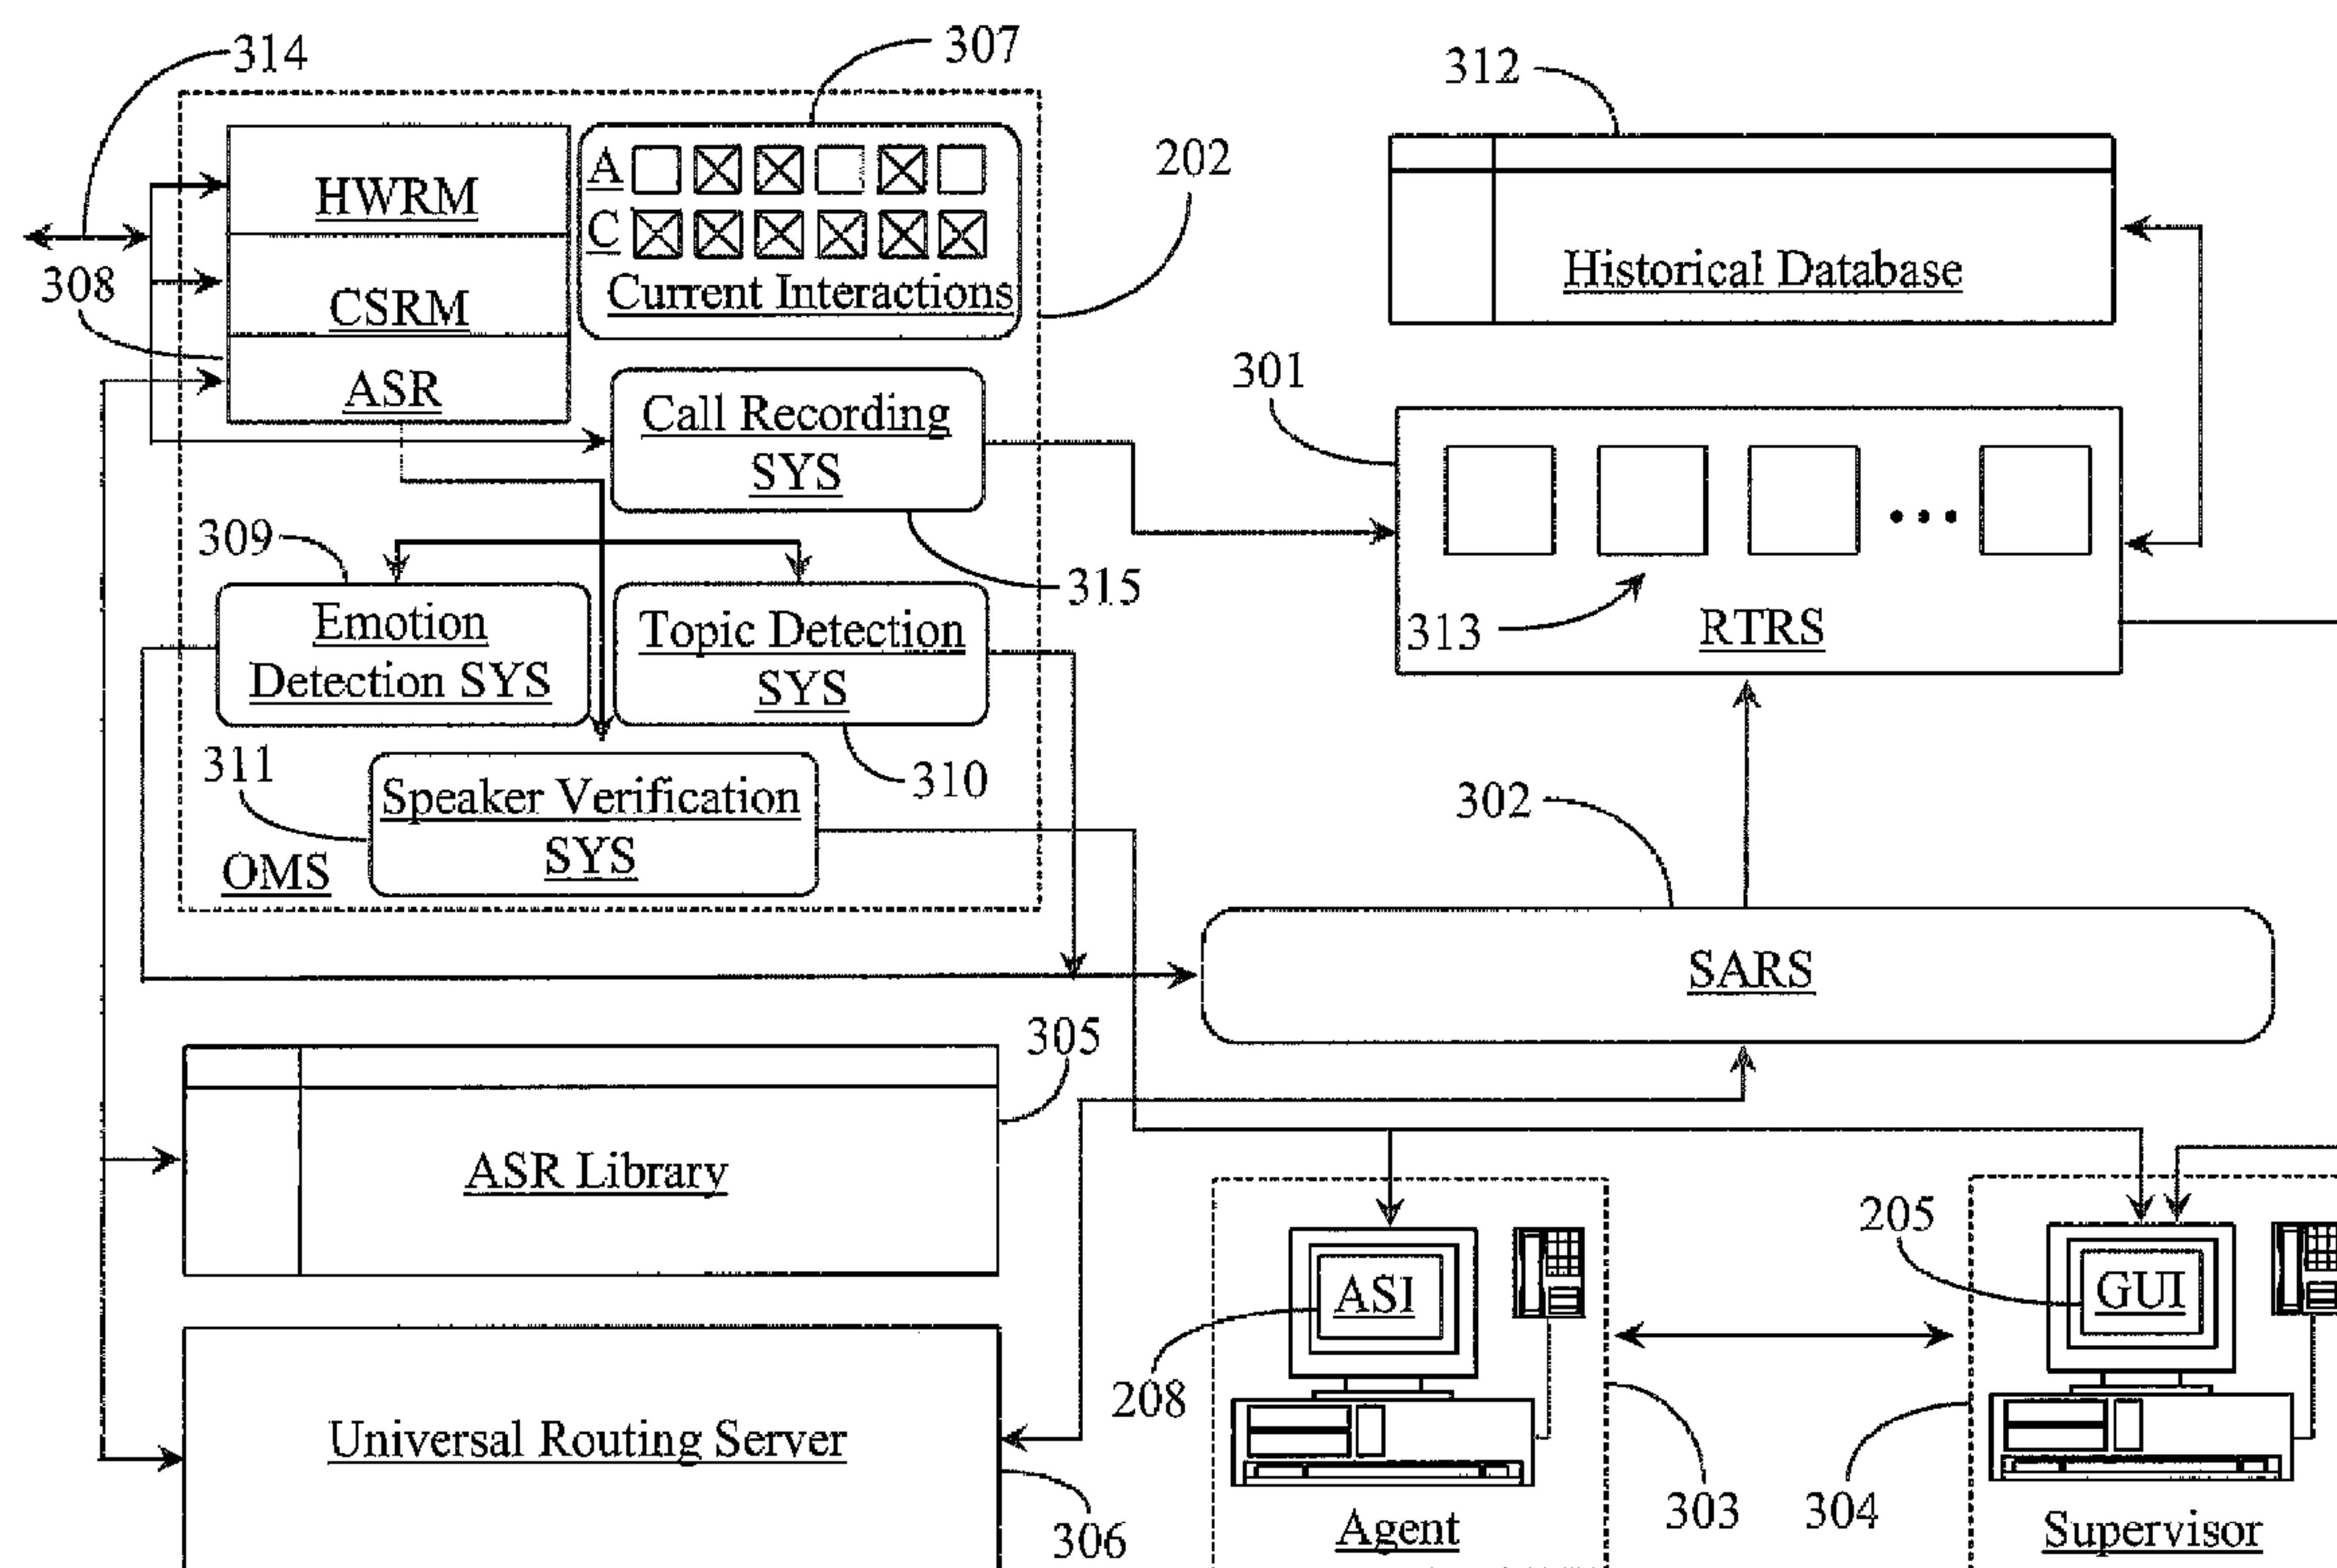 314
307
312
202
308
HWRM
CSRM
ASR
A
C
Current Interactions
Historical Database
301
Call Recording
SYS
315
309
Emotion
Detection SYS
Topic Detection
SYS
313
RTRS
311
Speaker Verification
SYS
310
OMS
302
SARS
305
ASR Library
Universal Routing Server
306
ASI
208
Agent
303
205
GUI
304
Supervisor